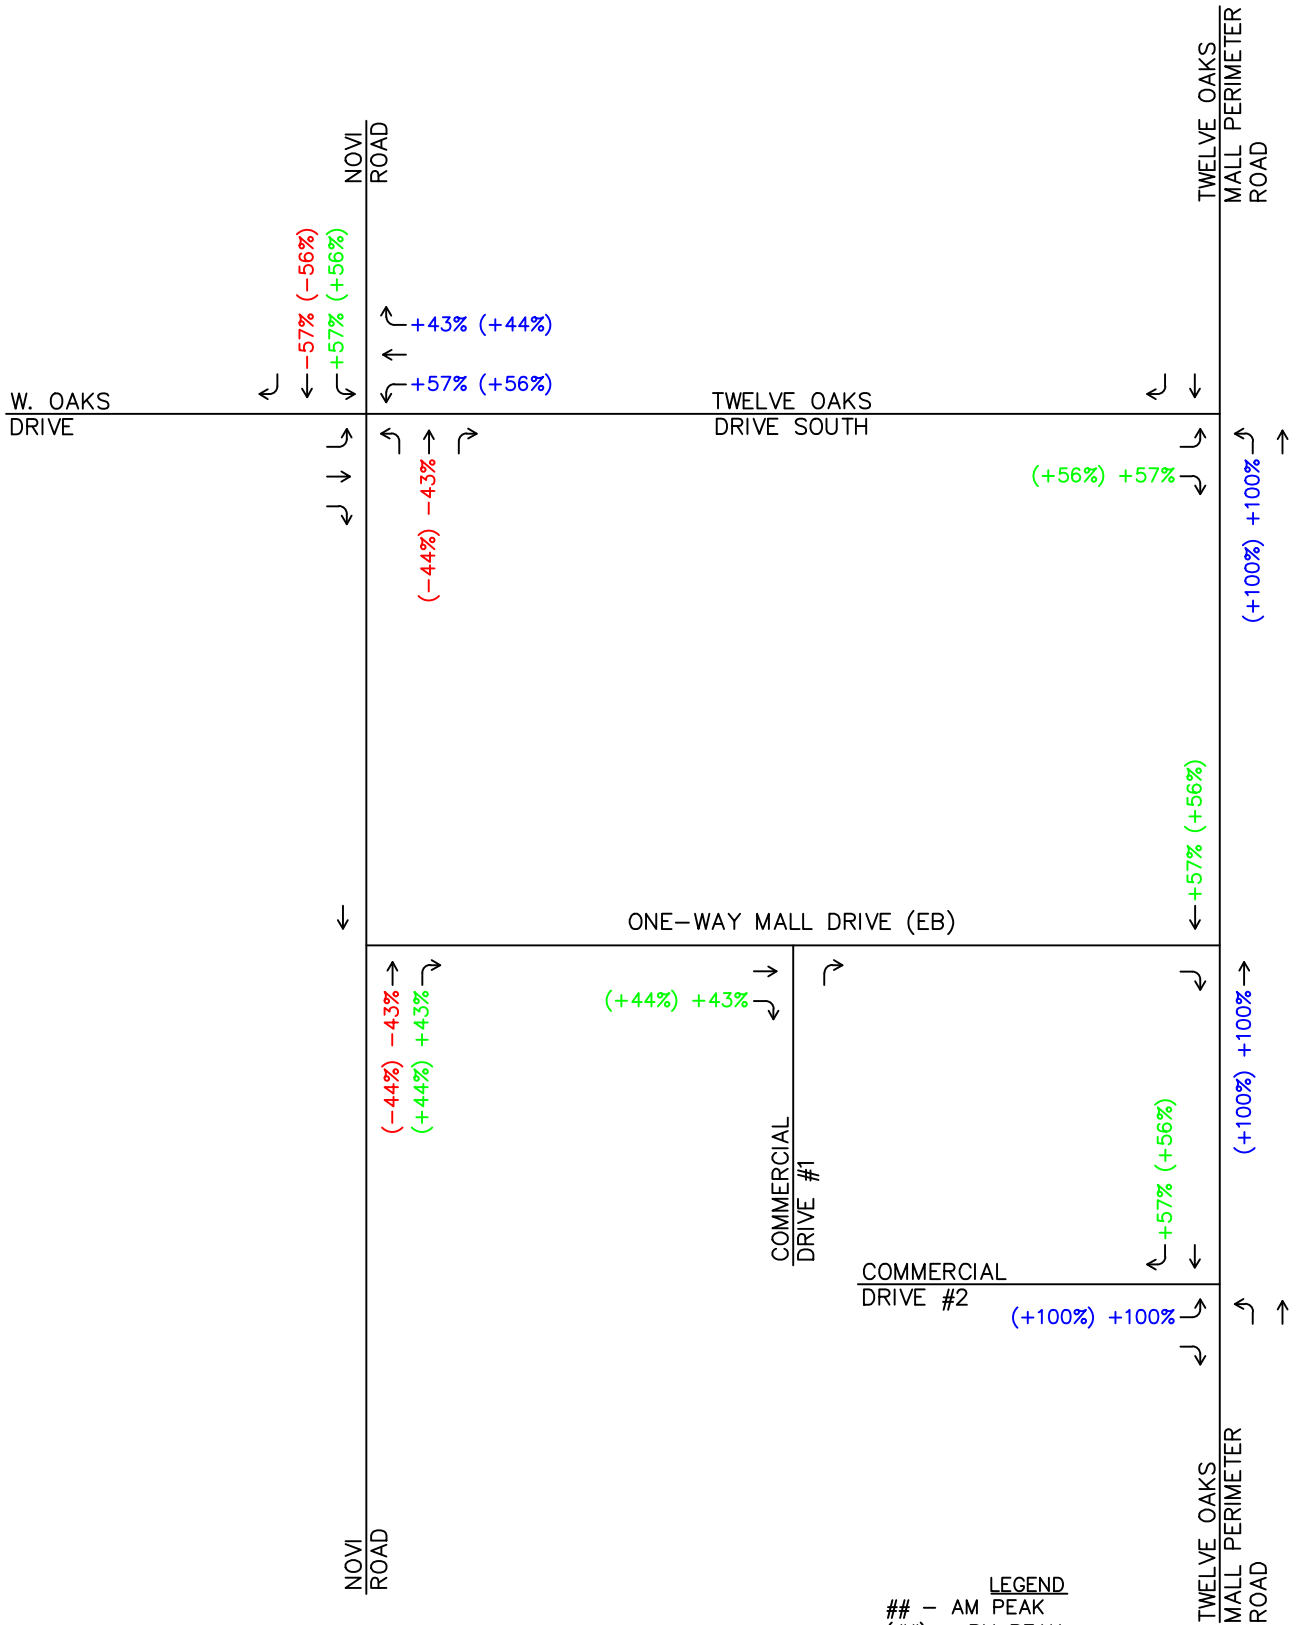 TWELVE OAKS
MALL PERIMETER
ROAD
NOVI
ROAD
-57% (-56%)
+57% (+56%)
+43% (+44%)
+57% (+56%)
W. OAKS
DRIVE
TWELVE OAKS
DRIVE SOUTH
(-44%) -43%
(+56%) +57%
(+100%) +100%
+57% (+56%)
ONE-WAY MALL DRIVE (EB)
(-44%) -43%
(+44%) +43%
(+44%) +43%
(+100%) +100%
COMMERCIAL
DRIVE #1
+57% (+56%)
COMMERCIAL
DRIVE #2
(+100%) +100%
NOVI
ROAD
TWELVE OAKS
MALL PERIMETER
ROAD
LEGEND
## - AM PEAK